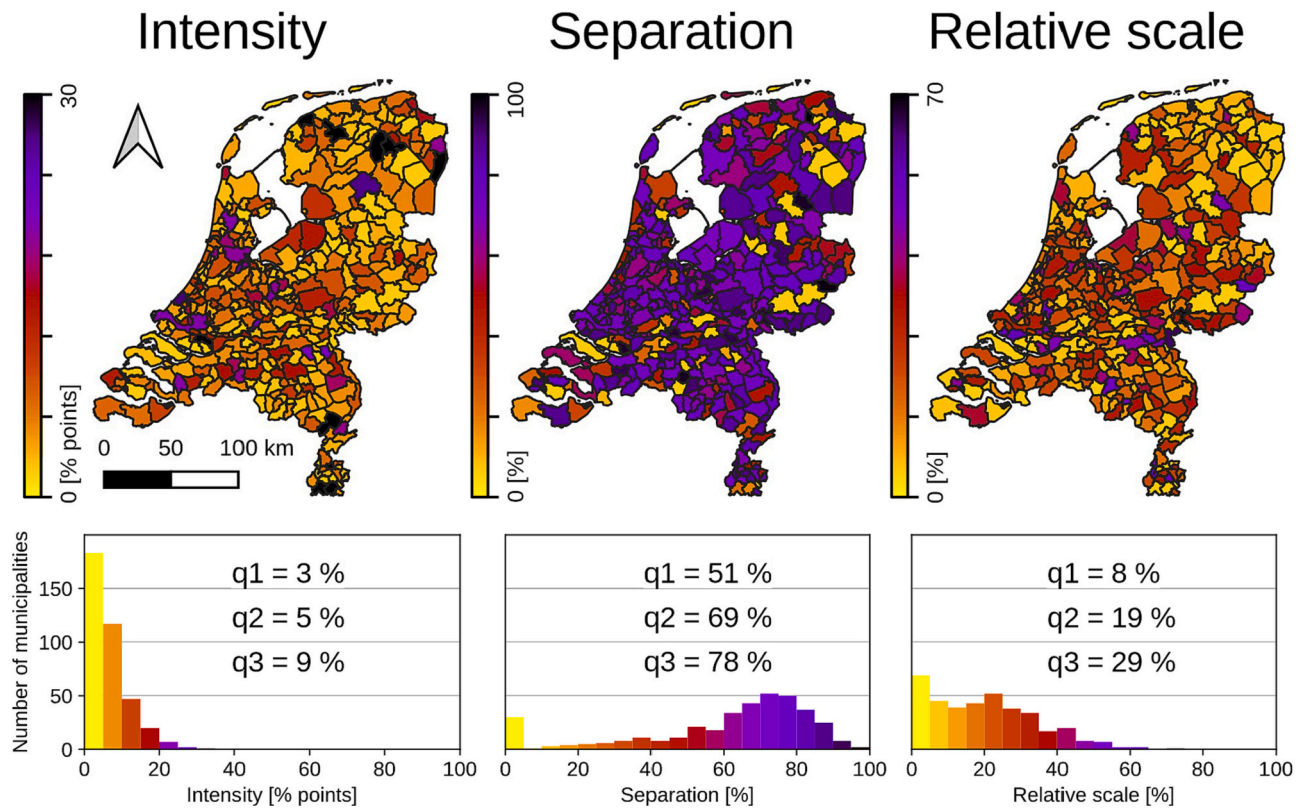 Intensity
Separation
Relative scale
30
0 [% points]
0 50 100 km
100
0 [%]
70
0 [%]
Number of municipalities
150
100
50
0
q1 = 3 %
q2 = 5 %
q3 = 9 %
0 20 40 60 80 100
Intensity [% points]
q1 = 51 %
q2 = 69 %
q3 = 78 %
0 20 40 60 80 100
Separation [%]
q1 = 8 %
q2 = 19 %
q3 = 29 %
0 20 40 60 80 100
Relative scale [%]